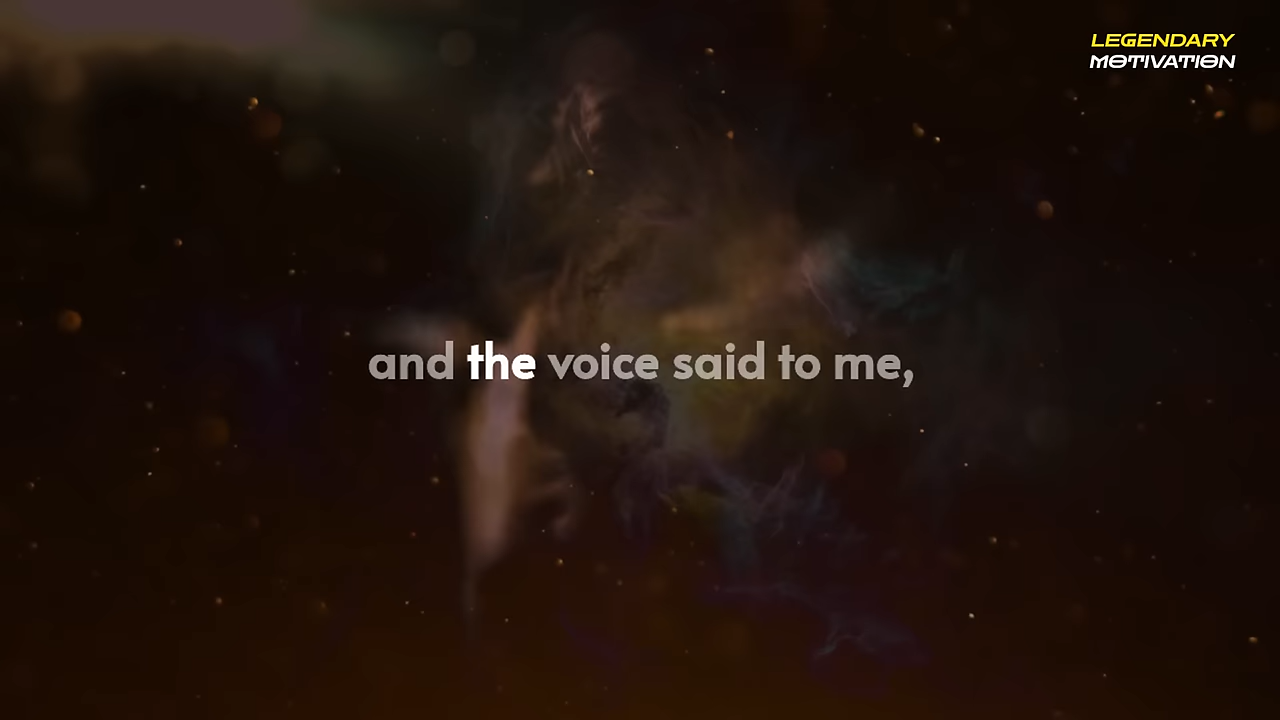 LEGENDARY
MOTIVATION
and the voice said to me,